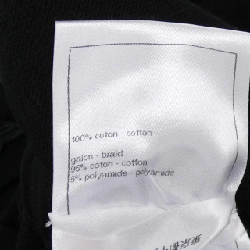 100% coton - cotton
galon - braid
95% coton - cotton
5% polyamide - polyamide